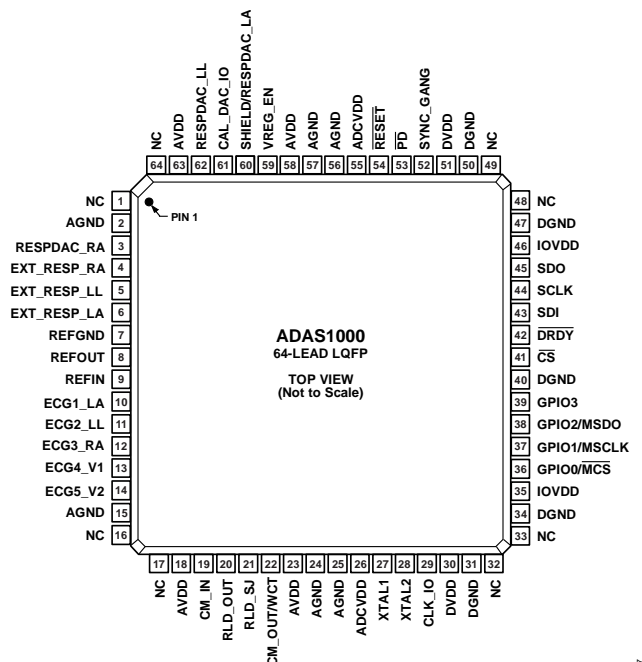 NC
AVDD
RESPDAC_LL
CAL_DAC_IO
SHIELD/RESPDAC_LA
VREG_EN
AVDD
AGND
AGND
ADCVDD
RESET
PD
SYNC_GANG
DVDD
DGND
NC
64 63 62 61 60 59 58 57 56 55 54 53 52 51 50 49
NC 1
AGND 2
RESPDAC_RA 3
EXT_RESP_RA 4
EXT_RESP_LL 5
EXT_RESP_LA 6
REFGND 7
REFOUT 8
REFIN 9
ECG1_LA 10
ECG2_LL 11
ECG3_RA 12
ECG4_V1 13
ECG5_V2 14
AGND 15
NC 16
PIN 1
ADAS1000
64-LEAD LQFP
TOP VIEW
(Not to Scale)
48 NC
47 DGND
46 IOVDD
45 SDO
44 SCLK
43 SDI
42 DRDY
41 CS
40 DGND
39 GPIO3
38 GPIO2/MSDO
37 GPIO1/MSCLK
36 GPIO0/MCS
35 IOVDD
34 DGND
33 NC
17 18 19 20 21 22 23 24 25 26 27 28 29 30 31 32
NC
AVDD
CM_IN
RLD_OUT
RLD_SJ
CM_OUT/WCT
AVDD
AGND
AGND
ADCVDD
XTAL1
XTAL2
CLK_IO
DVDD
DGND
NC